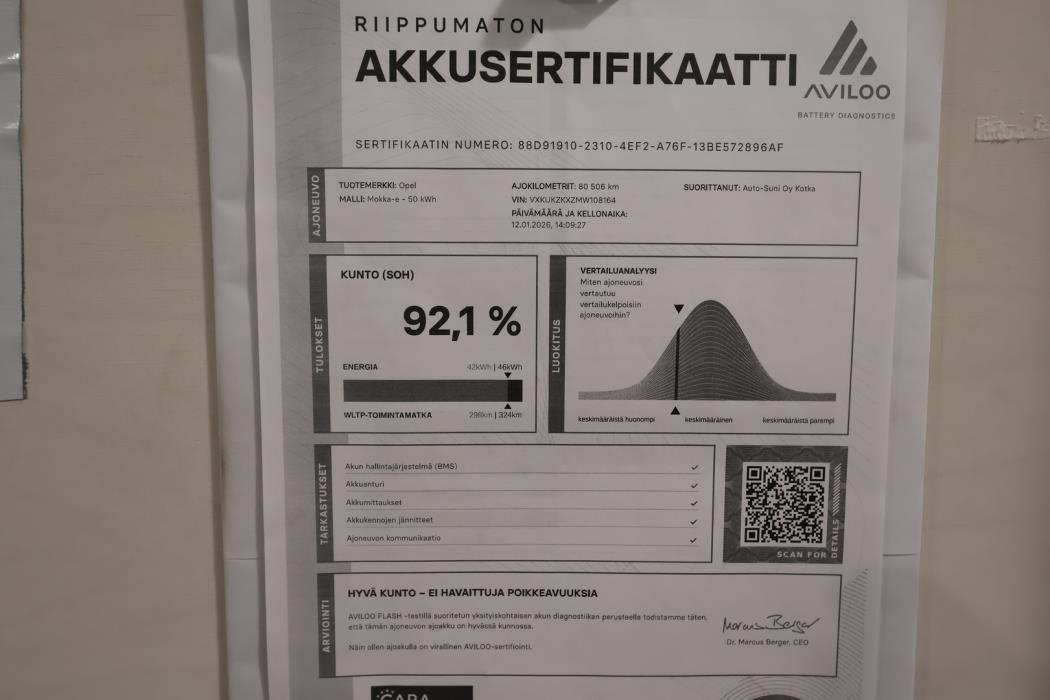 RIIPPUMATON
AKKUSERTIFIKAATTI
AVILOO
BATTERY DIAGNOSTICS
SERTIFIKAATIN NUMERO: 88D91910-2310-4EF2-A76F-13BE572896AF
AJONEUVO
TUOTEMERKKI: Opel
MALLI: Mokka-e - 50 kWh
AJOKILOMETRIT: 80 506 km
VIN: VXKUKZKXZMW108164
PÄIVÄMÄÄRÄ JA KELLONAIKA:
12.01.2026, 14:09:27
SUORITTANUT: Auto-Suni Oy Kotka
TULOKSET
KUNTO (SOH)
92,1 %
ENERGIA
42kWh | 46kWh
WLTP-TOIMINTAMATKA
298km | 324km
LUOKITUS
VERTAILUANALYYSI
Miten ajoneuvosi
vertautuu
vertailukelpoisiin
ajoneuvoihin?
keskimääräistä huonompi
keskimääräinen
keskimääräistä parempi
TARKASTUKSET
Akun hallintajärjestelmä (BMS)
Akkuanturi
Akkumittaukset
Akkukennojen jännitteet
Ajoneuvon kommunikaatio
SCAN FOR DETAILS
ARVIOINTI
HYVÄ KUNTO – EI HAVAITTUJA POIKKEAVUUKSIA
AVILOO FLASH -testillä suoritetun yksityiskohtaisen akun diagnostiikan perusteella todistamme täten,
että tämän ajoneuvon ajoakku on hyvässä kunnossa.
Näin ollen ajoakulla on virallinen AVILOO-sertifiointi.
Marcus Berger
Dr. Marcus Berger, CEO
CARA